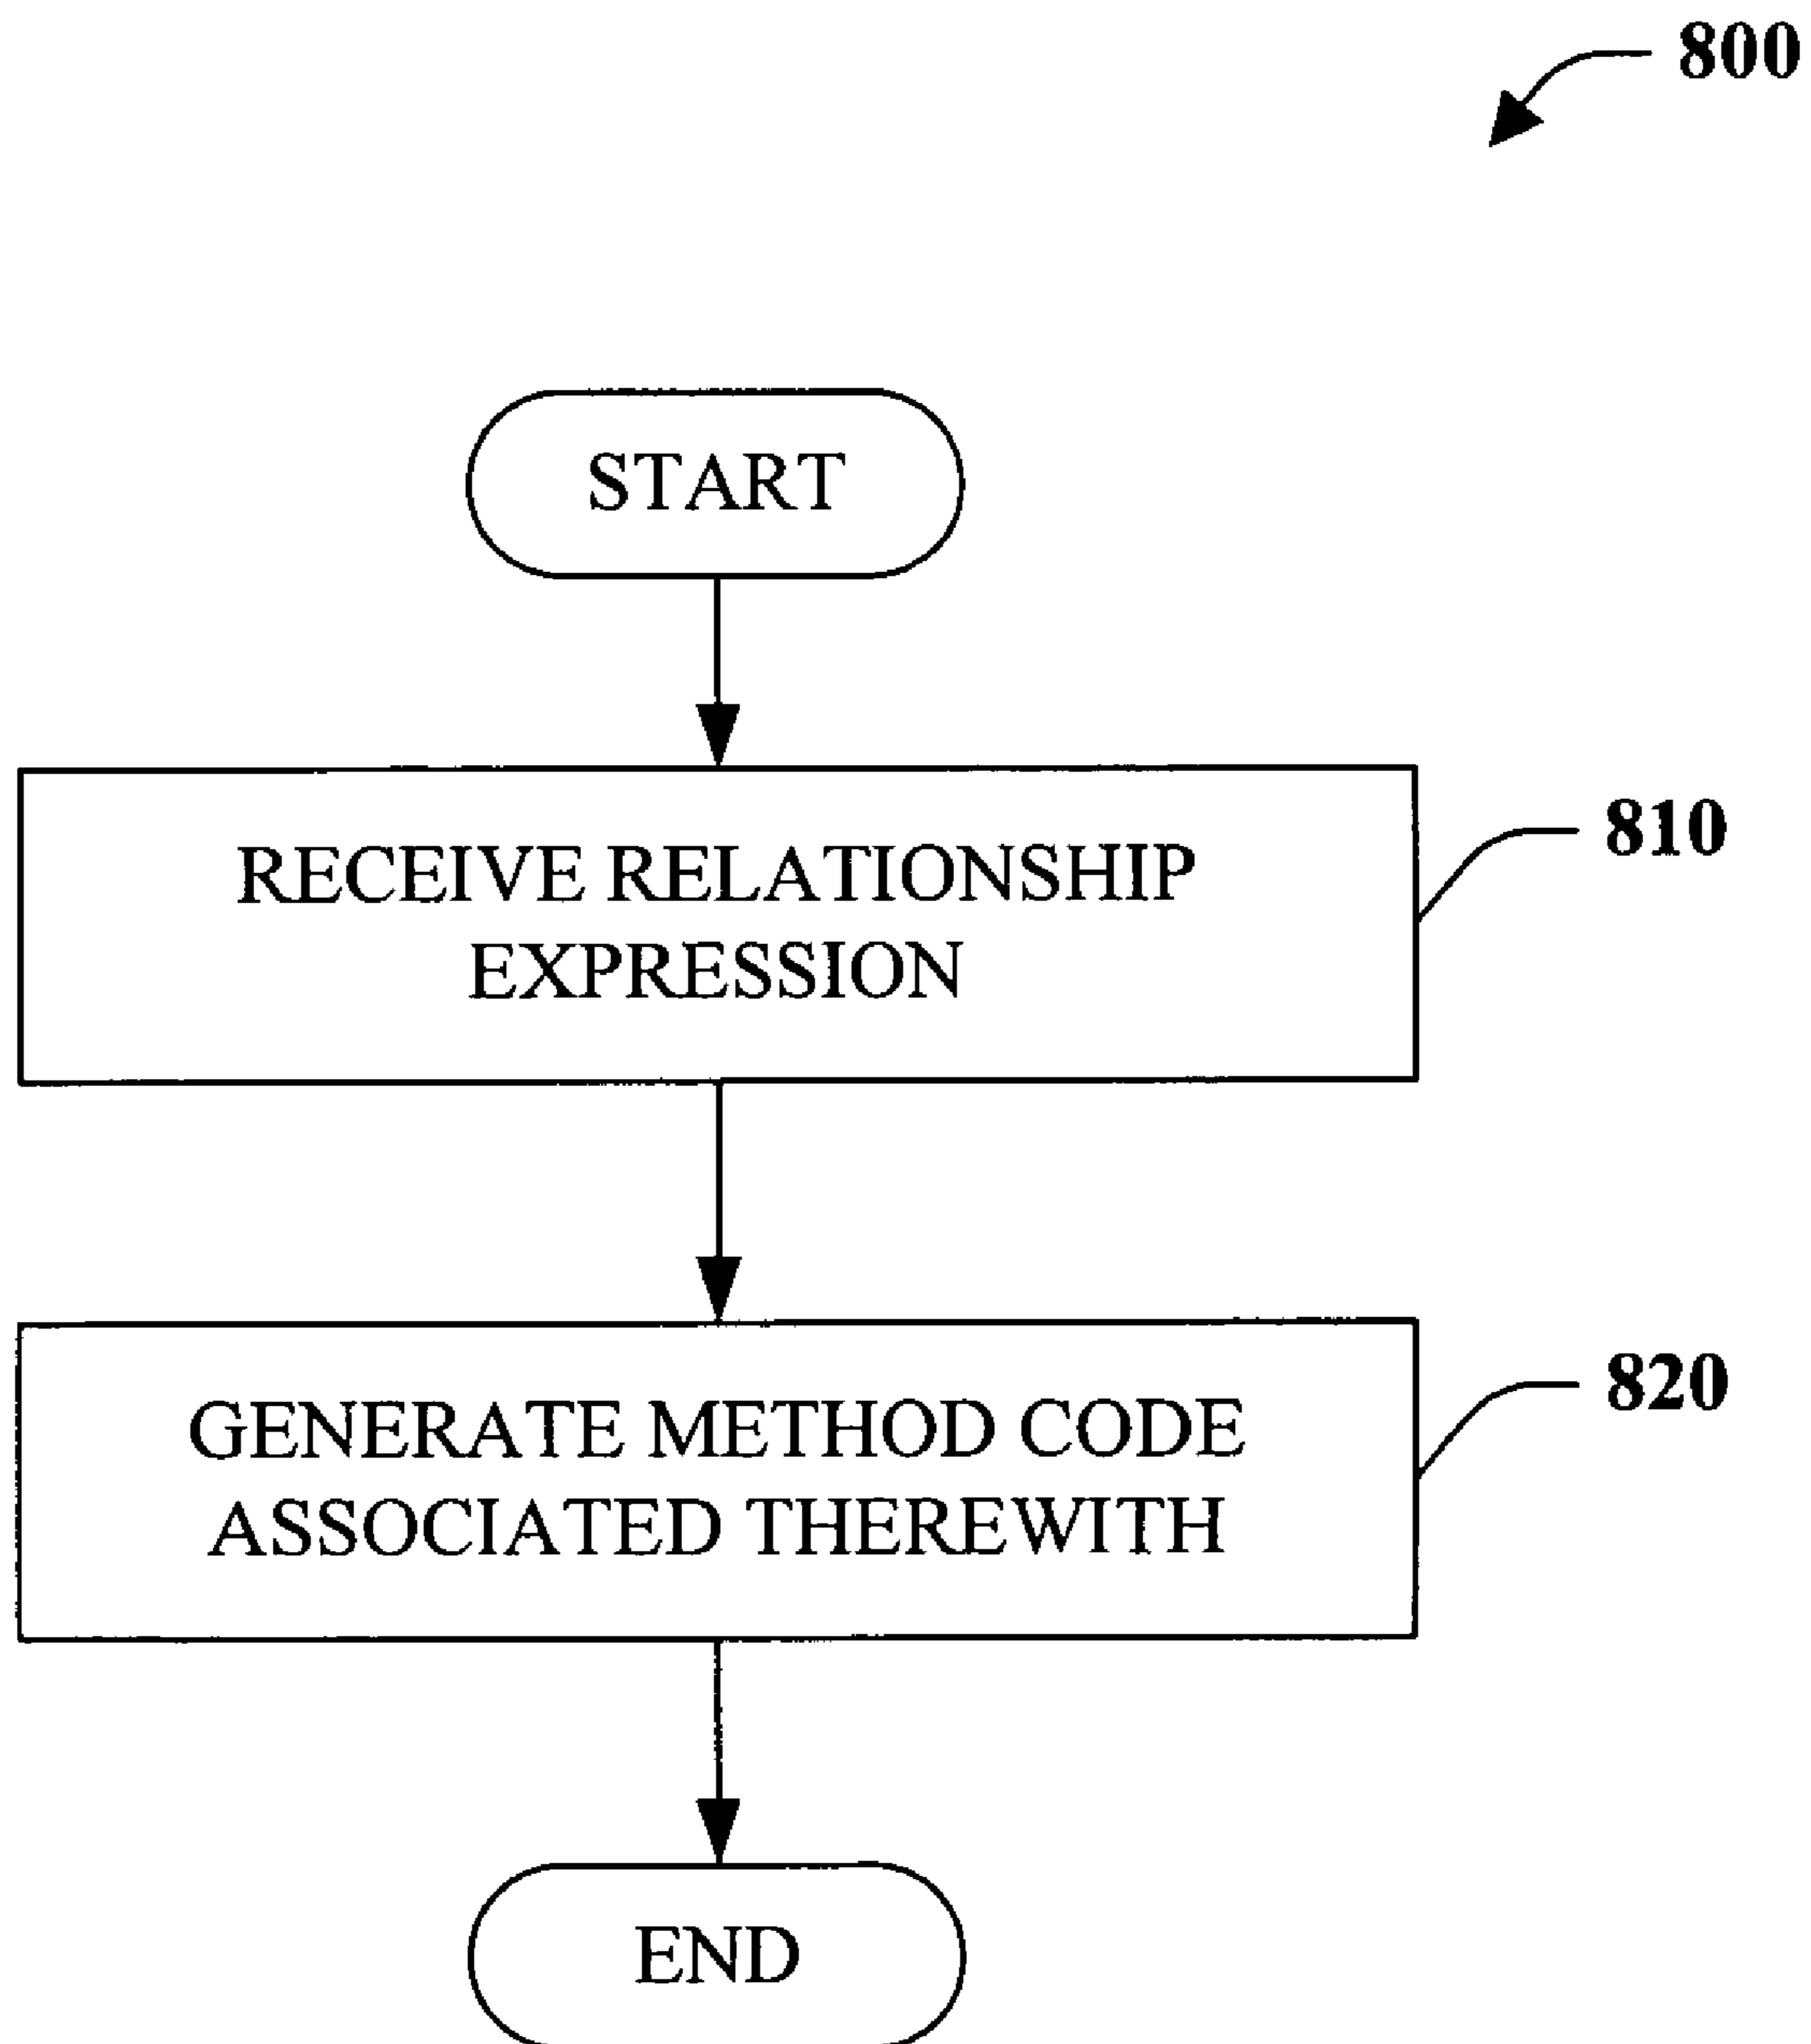 800
START
RECEIVE RELATIONSHIP
EXPRESSION
810
GENERATE METHOD CODE
ASSOCIATED THEREWITH
820
END